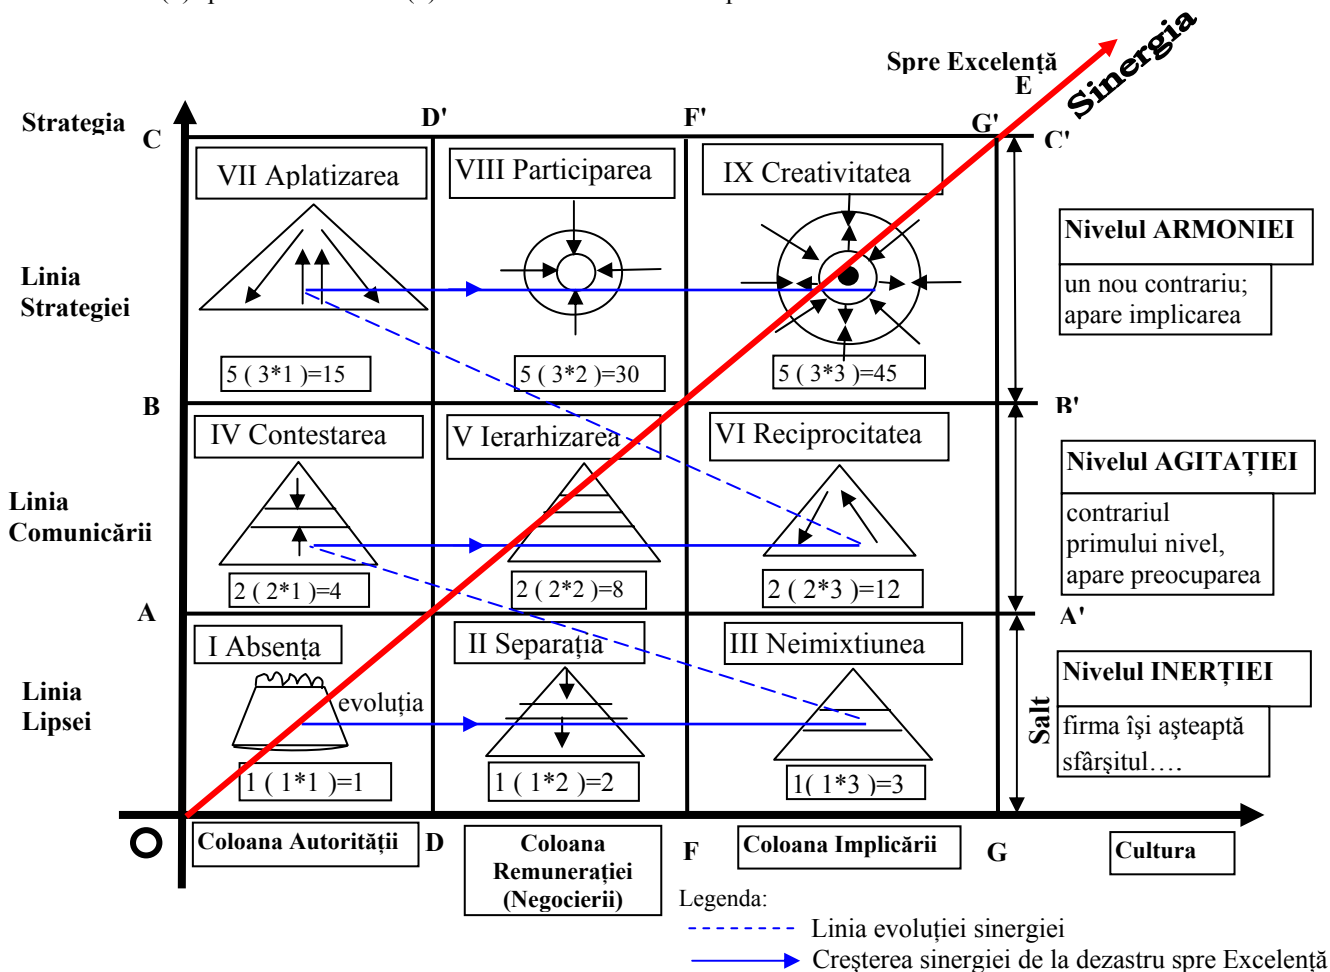 Spre Excelență
E
Sinergia
Strategia
C
D'
F'
G'
C'
VII Aplatizarea
VIII Participarea
IX Creativitatea
Nivelul ARMONIEI
un nou contrariu;
apare implicarea
Linia
Strategiei
5 ( 3*1 )=15
5 ( 3*2 )=30
5 ( 3*3 )=45
B
B'
IV Contestarea
V Ierarhizarea
VI Reciprocitatea
Nivelul AGITAȚIEI
contrariul
primului nivel,
apare preocuparea
Linia
Comunicării
2 ( 2*1 )=4
2 ( 2*2 )=8
2 ( 2*3 )=12
A
A'
I Absența
II Separația
III Neimixtiunea
Nivelul INERȚIEI
firma îşi aşteaptă
sfârşitul….
Linia
Lipsei
evoluția
Salt
1 ( 1*1 )=1
1 ( 1*2 )=2
1( 1*3 )=3
O
Coloana Autorității
D
Coloana
Remunerației
(Negocierii)
F
Coloana Implicării
G
Cultura
Legenda:
Linia evoluției sinergiei
Creşterea sinergiei de la dezastru spre Excelență